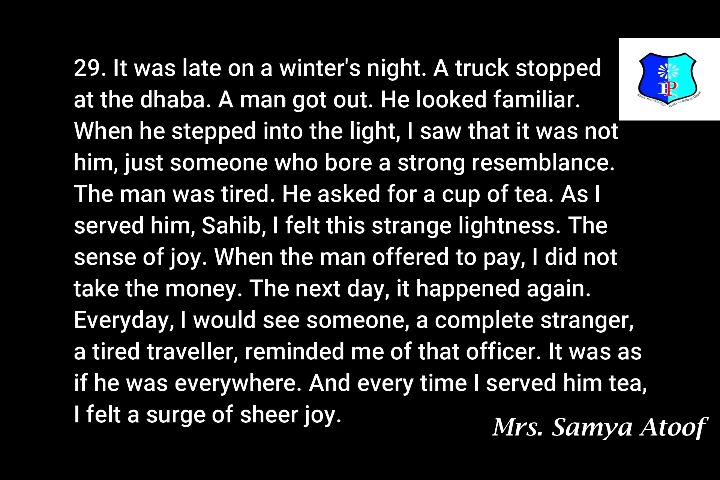 29. It was late on a winter's night. A truck stopped
at the dhaba. A man got out. He looked familiar.
When he stepped into the light, I saw that it was not
him, just someone who bore a strong resemblance.
The man was tired. He asked for a cup of tea. As I
served him, Sahib, I felt this strange lightness. The
sense of joy. When the man offered to pay, I did not
take the money. The next day, it happened again.
Everyday, I would see someone, a complete stranger,
a tired traveller, reminded me of that officer. It was as
if he was everywhere. And every time I served him tea,
I felt a surge of sheer joy.
Mrs. Samya Atoof